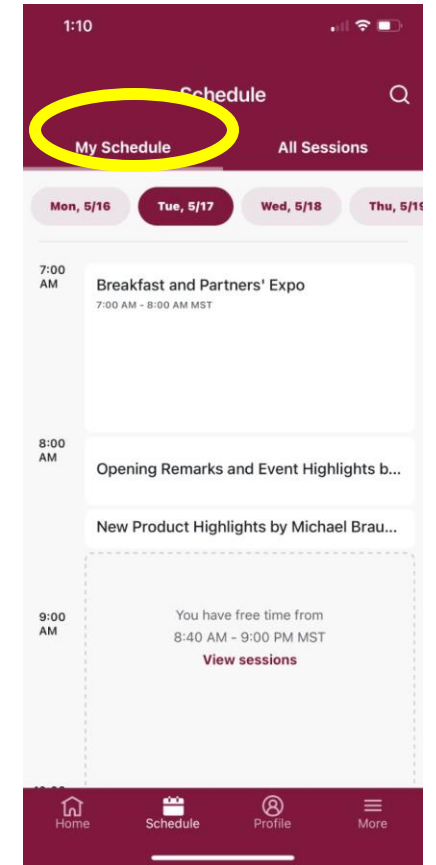 1:10
Schedule
My Schedule
All Sessions
Mon, 5/16
Tue, 5/17
Wed, 5/18
Thu, 5/19
7:00
AM
Breakfast and Partners' Expo
7:00 AM - 8:00 AM MST
8:00
AM
Opening Remarks and Event Highlights b...
New Product Highlights by Michael Brau...
9:00
AM
You have free time from
8:40 AM - 9:00 PM MST
View sessions
Home
Schedule
Profile
More